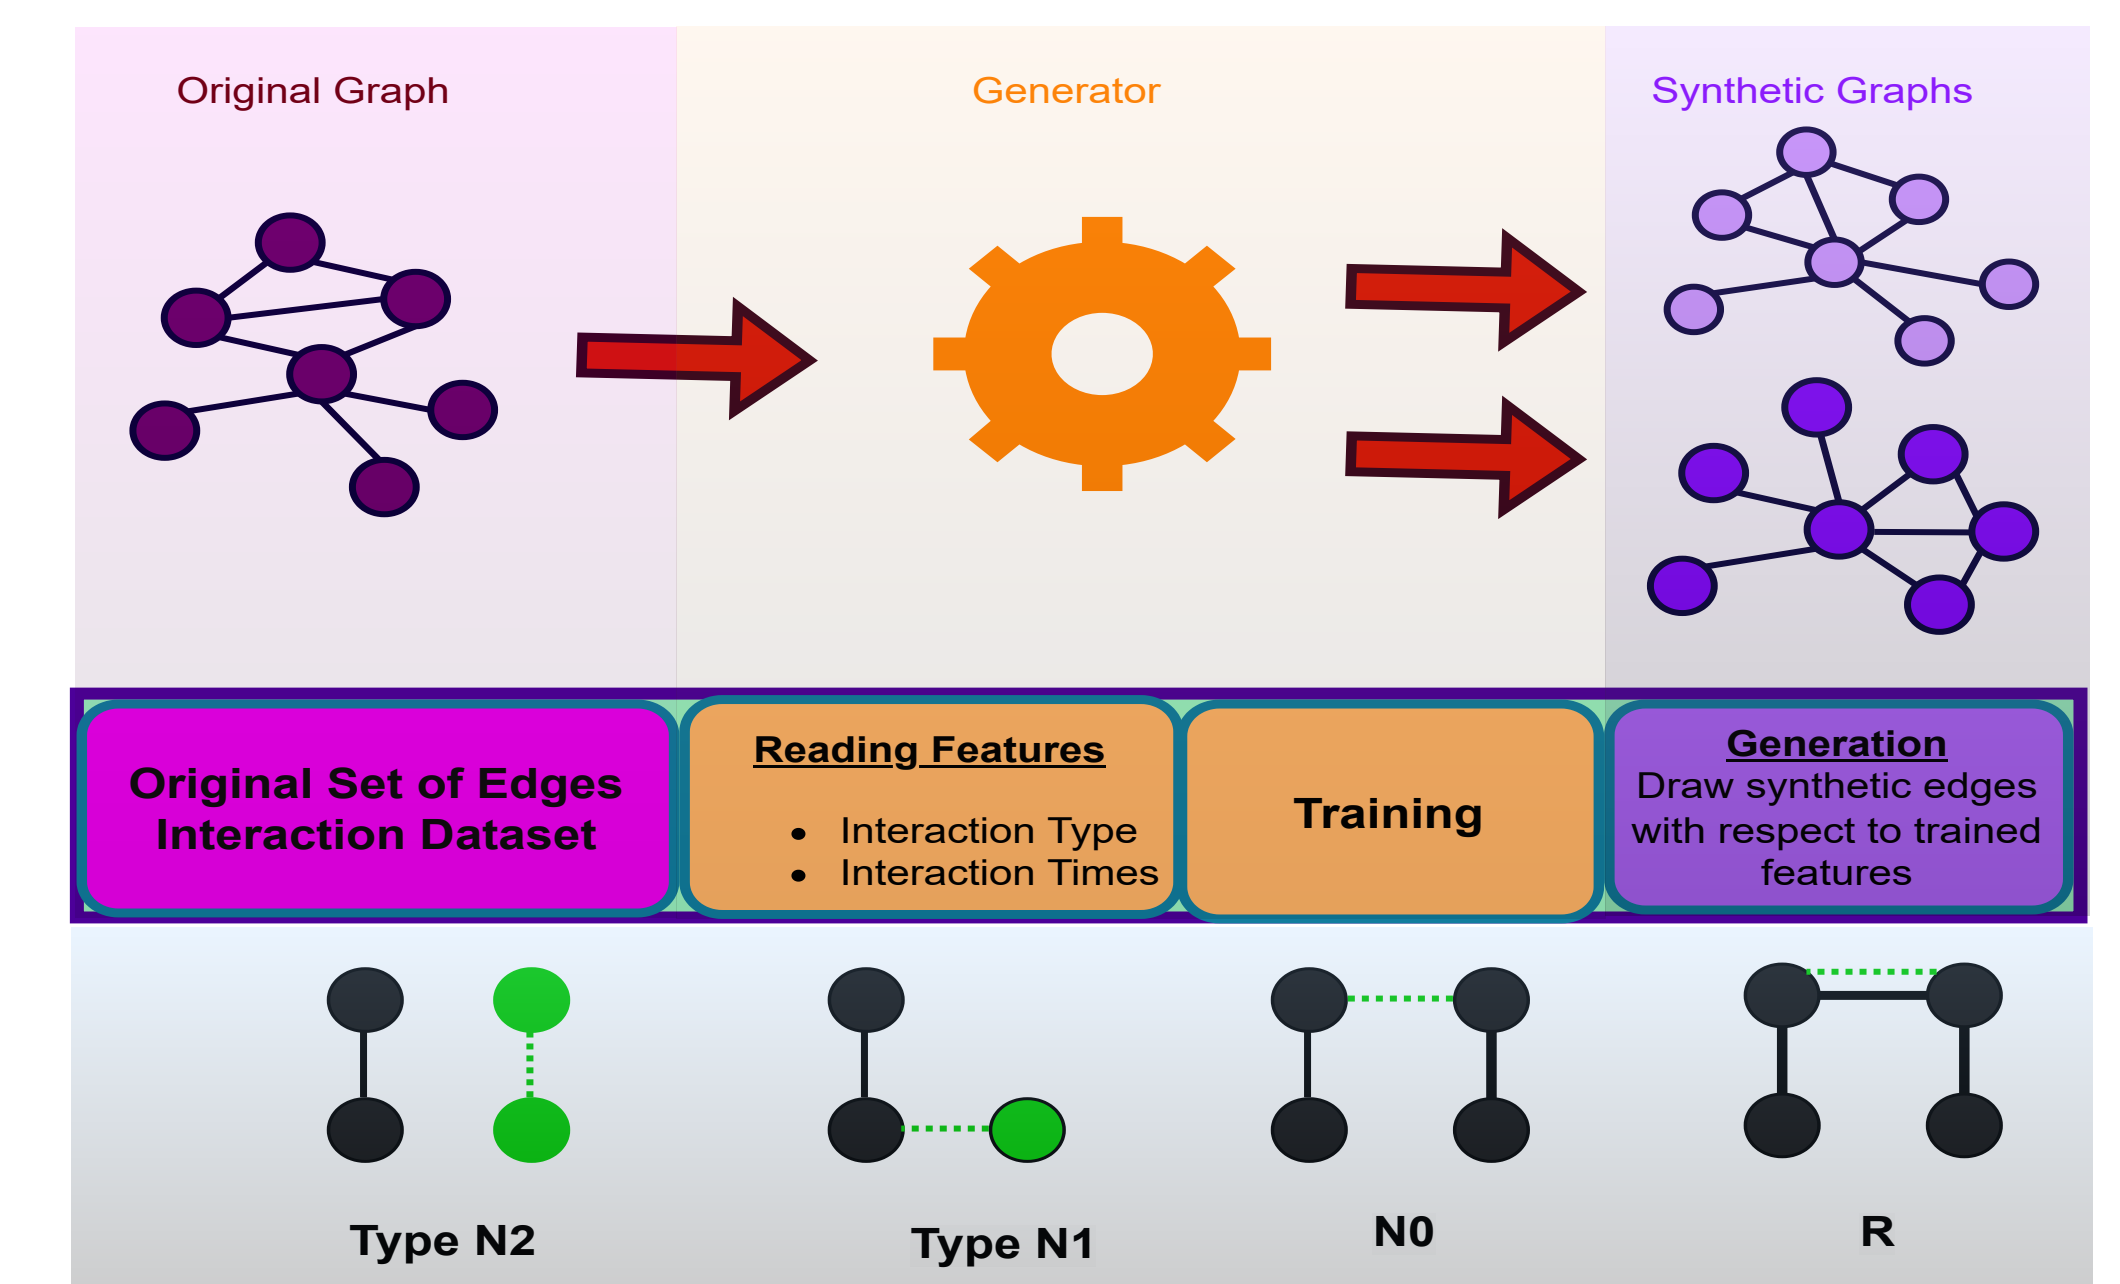 Original Graph
Generator
Synthetic Graphs
Original Set of Edges
Interaction Dataset
Reading Features
• Interaction Type
• Interaction Times
Training
Generation
Draw synthetic edges
with respect to trained
features
Type N2
Type N1
N0
R